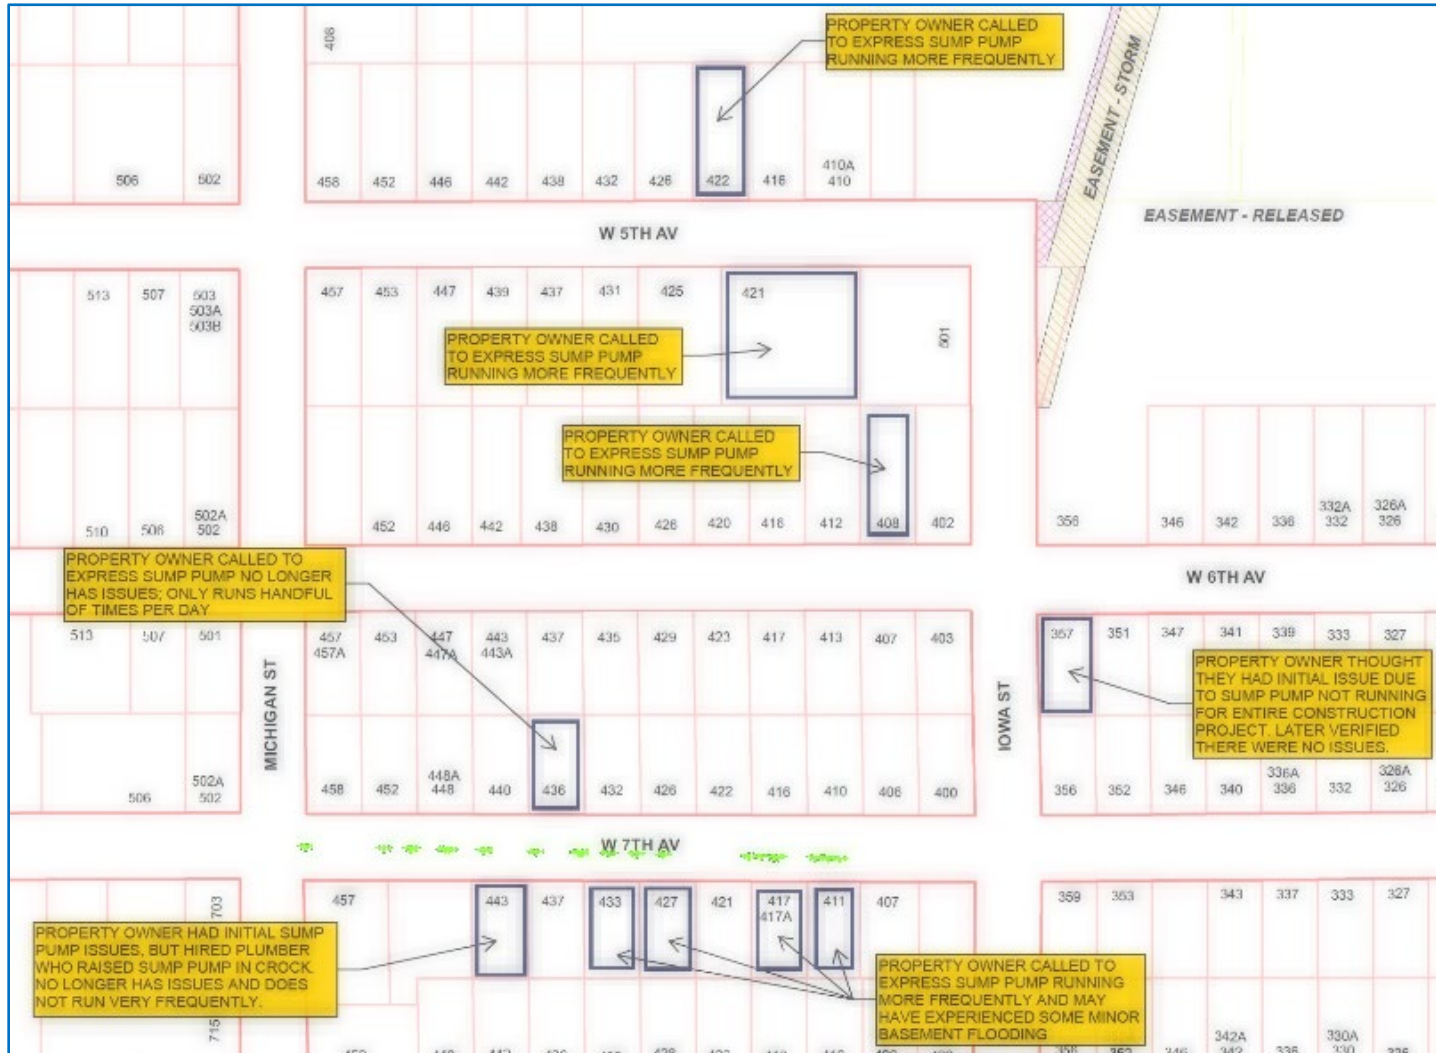 408
PROPERTY OWNER CALLED
TO EXPRESS SUMP PUMP
RUNNING MORE FREQUENTLY
EASEMENT - STORM
506 502 458 452 446 442 438 432 426 422 416
410A
410
W 5TH AV
EASEMENT - RELEASED
513 507 503
503A
503B
457 453 447 439 437 431 425 421
501
PROPERTY OWNER CALLED
TO EXPRESS SUMP PUMP
RUNNING MORE FREQUENTLY
PROPERTY OWNER CALLED
TO EXPRESS SUMP PUMP
RUNNING MORE FREQUENTLY
510 506
502A
502
452 446 442 438 430 426 420 416 412 408 402
356 346 342 336
332A
332
326A
326
PROPERTY OWNER CALLED TO
EXPRESS SUMP PUMP NO LONGER
HAS ISSUES; ONLY RUNS HANDFUL
OF TIMES PER DAY
W 6TH AV
513 507 501
457
457A
453
447
447A
443
443A
437 435 429 423 417 413 407 403
357 351 347 341 339 333 327
MICHIGAN ST
IOWA ST
PROPERTY OWNER THOUGHT
THEY HAD INITIAL ISSUE DUE
TO SUMP PUMP NOT RUNNING
FOR ENTIRE CONSTRUCTION
PROJECT. LATER VERIFIED
THERE WERE NO ISSUES.
506
502A
502
458 452
448A
448
440 436 432 426 422 416 410 406 400
356 352 346 340
336A
336
332
326A
326
W 7TH AV
703
457 443 437 433 427 421
417
417A
411 407
359 353 343 337 333 327
PROPERTY OWNER HAD INITIAL SUMP
PUMP ISSUES, BUT HIRED PLUMBER
WHO RAISED SUMP PUMP IN CROCK.
NO LONGER HAS ISSUES AND DOES
NOT RUN VERY FREQUENTLY.
PROPERTY OWNER CALLED TO
EXPRESS SUMP PUMP RUNNING
MORE FREQUENTLY AND MAY
HAVE EXPERIENCED SOME MINOR
BASEMENT FLOODING
715
342A
330A